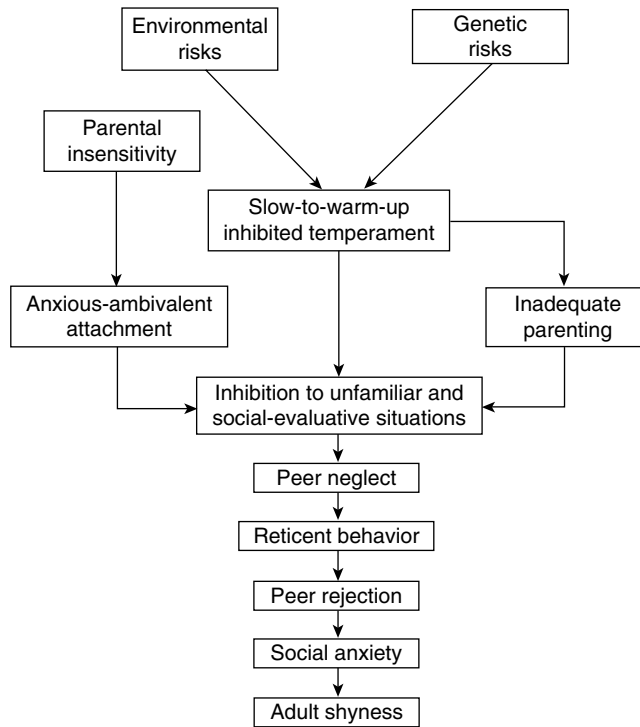 Environmental
risks
Genetic
risks
Parental
insensitivity
Slow-to-warm-up
inhibited temperament
Anxious-ambivalent
attachment
Inadequate
parenting
Inhibition to unfamiliar and
social-evaluative situations
Peer neglect
Reticent behavior
Peer rejection
Social anxiety
Adult shyness